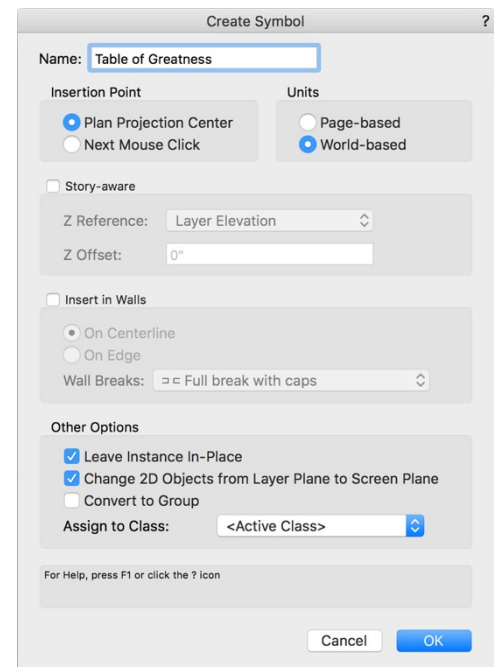 Create Symbol
?
Name: Table of Greatness
Insertion Point
Units
Plan Projection Center
Page-based
Next Mouse Click
World-based
Story-aware
Z Reference: Layer Elevation
Z Offset: 0"
Insert in Walls
On Centerline
On Edge
Wall Breaks: Full break with caps
Other Options
Leave Instance In-Place
Change 2D Objects from Layer Plane to Screen Plane
Convert to Group
Assign to Class: <Active Class>
For Help, press F1 or click the ? icon
Cancel
OK